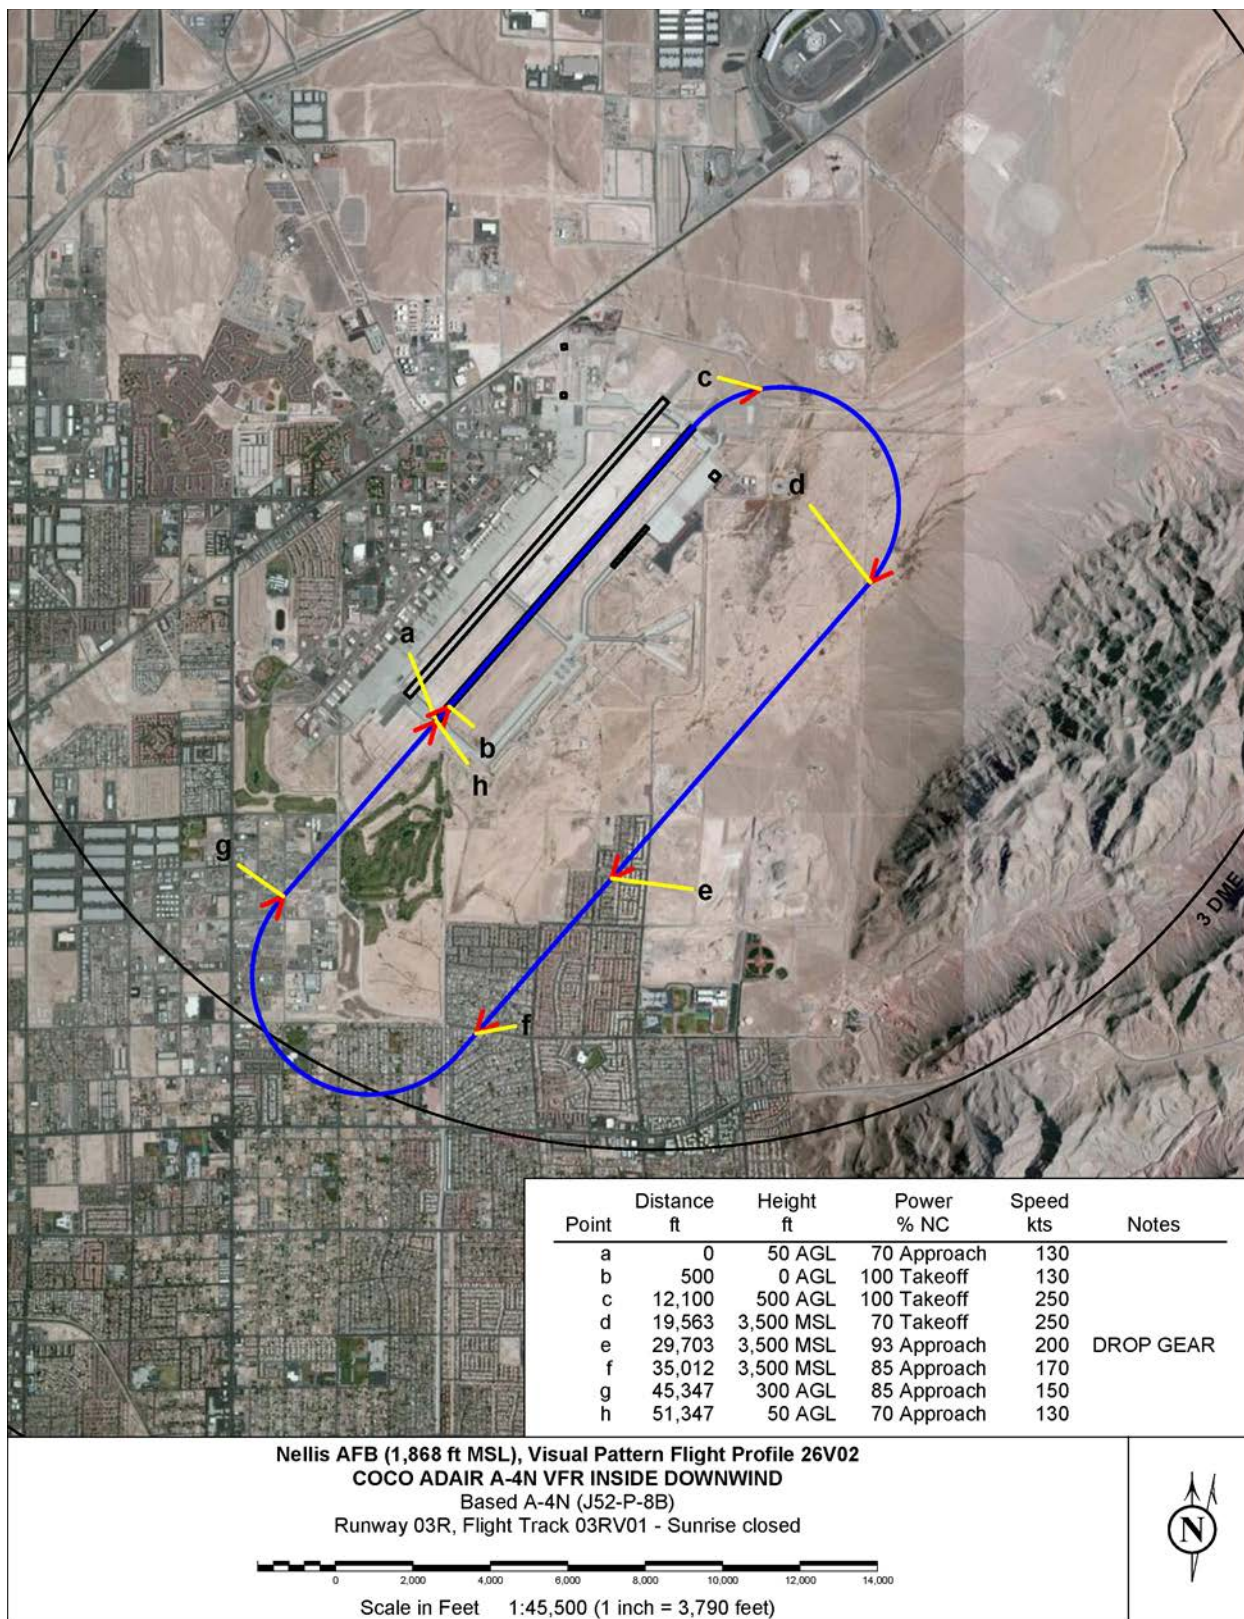 c
d
a
b
h
g
e
f
3 DME
Point Distance ft Height ft Power % NC Speed kts Notes
a 0 50 AGL 70 Approach 130
b 500 0 AGL 100 Takeoff 130
c 12,100 500 AGL 100 Takeoff 250
d 19,563 3,500 MSL 70 Takeoff 250
e 29,703 3,500 MSL 93 Approach 200 DROP GEAR
f 35,012 3,500 MSL 85 Approach 170
g 45,347 300 AGL 85 Approach 150
h 51,347 50 AGL 70 Approach 130
Nellis AFB (1,868 ft MSL), Visual Pattern Flight Profile 26V02
COCO ADAIR A-4N VFR INSIDE DOWNWIND
Based A-4N (J52-P-8B)
Runway 03R, Flight Track 03RV01 - Sunrise closed
0 2,000 4,000 6,000 8,000 10,000 12,000 14,000
Scale in Feet 1:45,500 (1 inch = 3,790 feet)
N